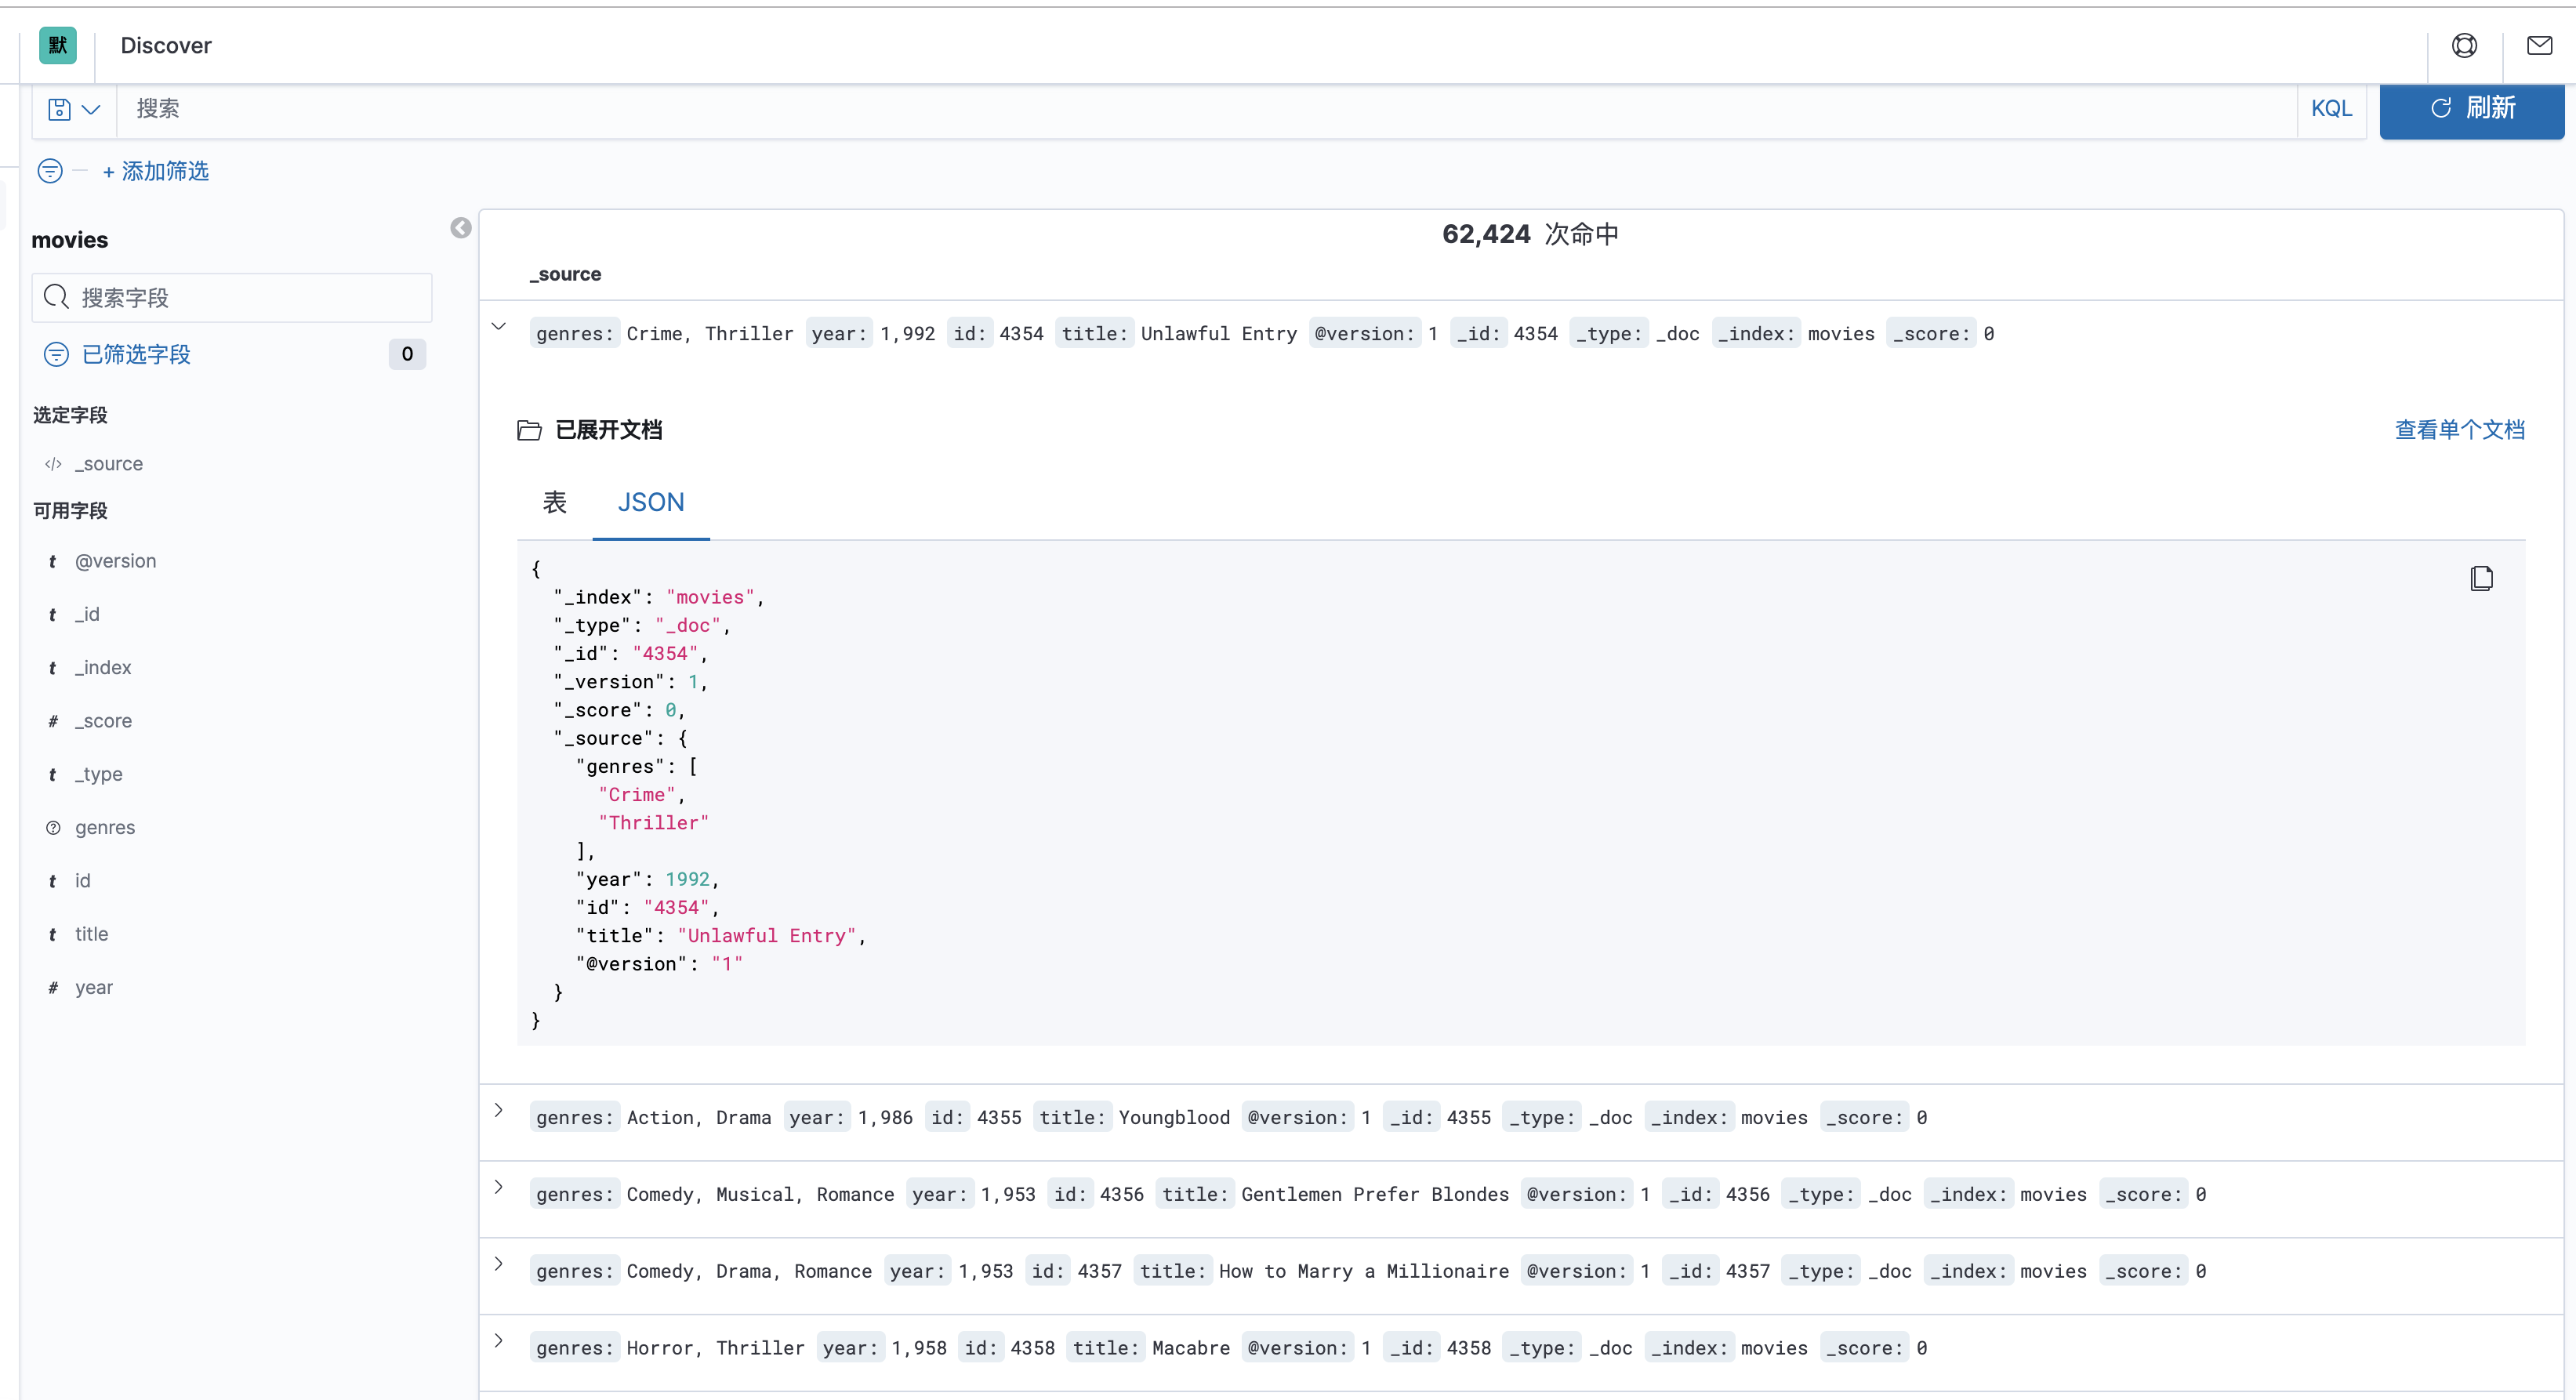 默 Discover
搜索 KQL 刷新
+ 添加筛选
movies
搜索字段
已筛选字段 0
选定字段
_source
可用字段
t @version
t _id
t _index
# _score
t _type
genres
t id
t title
# year
62,424 次命中
_source
genres: Crime, Thriller year: 1,992 id: 4354 title: Unlawful Entry @version: 1 _id: 4354 _type: _doc _index: movies _score: 0
已展开文档 查看单个文档
表 JSON
{
"_index": "movies",
"_type": "_doc",
"_id": "4354",
"_version": 1,
"_score": 0,
"_source": {
"genres": [
"Crime",
"Thriller"
],
"year": 1992,
"id": "4354",
"title": "Unlawful Entry",
"@version": "1"
}
}
genres: Action, Drama year: 1,986 id: 4355 title: Youngblood @version: 1 _id: 4355 _type: _doc _index: movies _score: 0
genres: Comedy, Musical, Romance year: 1,953 id: 4356 title: Gentlemen Prefer Blondes @version: 1 _id: 4356 _type: _doc _index: movies _score: 0
genres: Comedy, Drama, Romance year: 1,953 id: 4357 title: How to Marry a Millionaire @version: 1 _id: 4357 _type: _doc _index: movies _score: 0
genres: Horror, Thriller year: 1,958 id: 4358 title: Macabre @version: 1 _id: 4358 _type: _doc _index: movies _score: 0